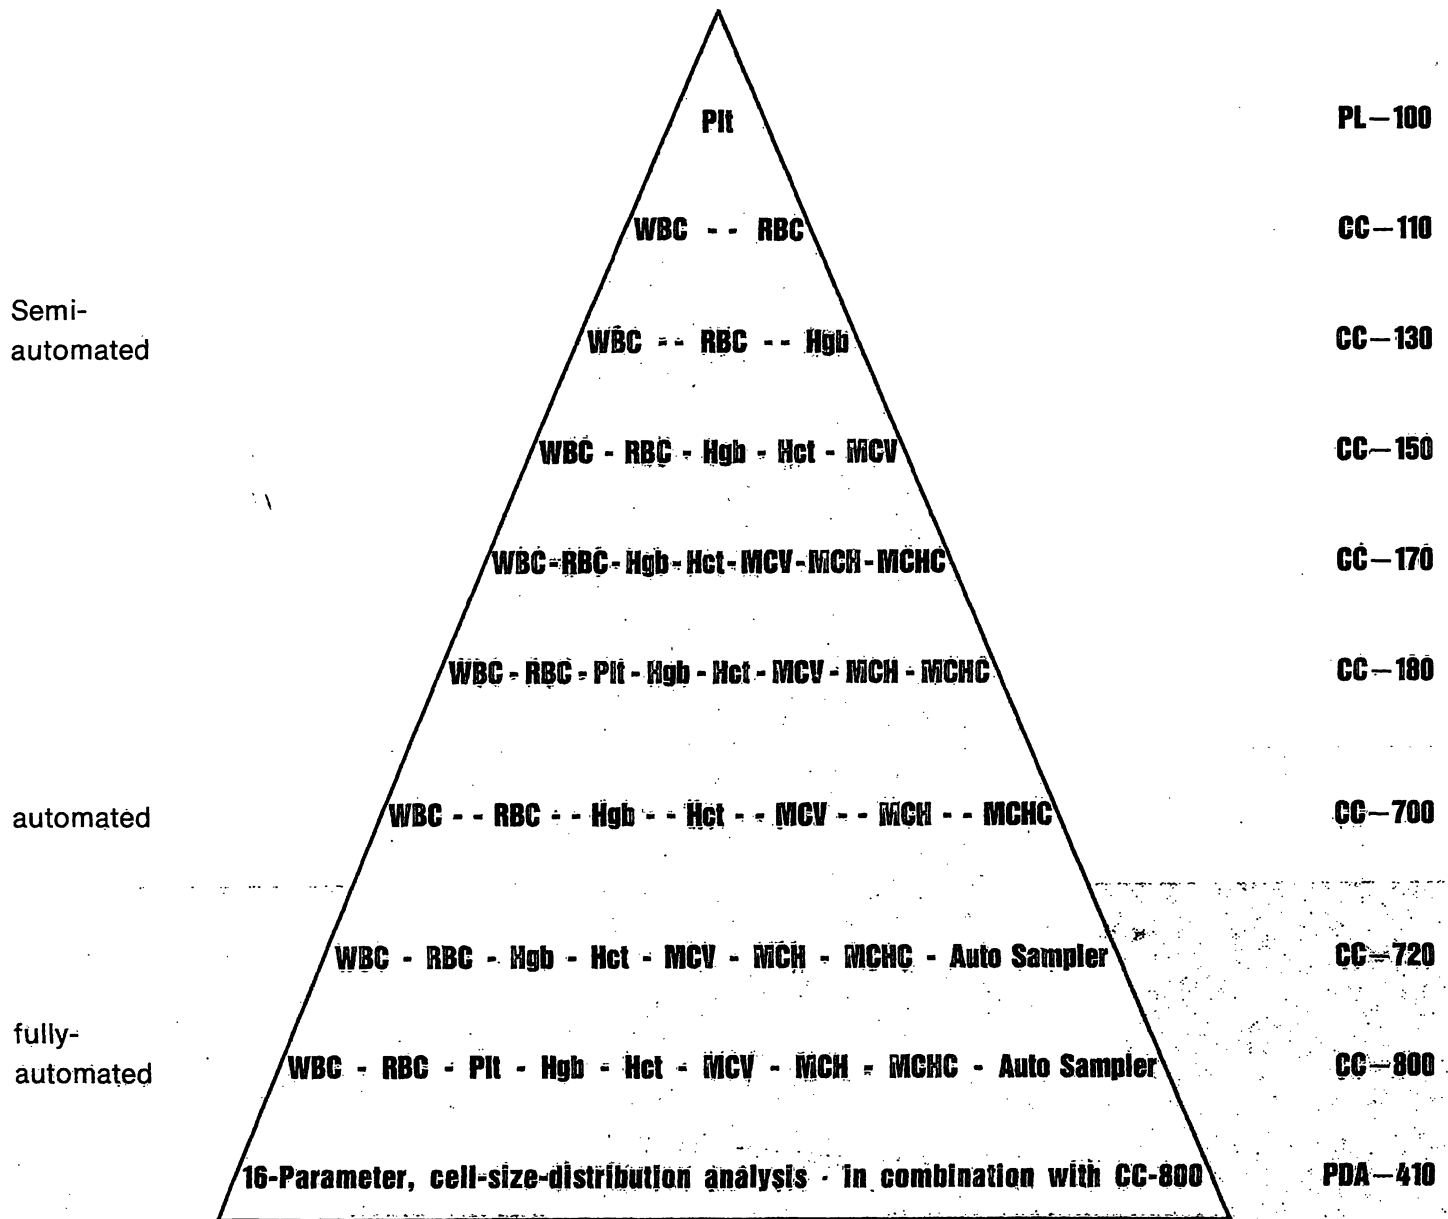 Plt PL–100
WBC - - RBC CC–110
Semi-
automated
WBC - - RBC - - Hgb CC–130
WBC - RBC - Hgb - Hct - MCV CC–150
WBC-RBC-Hgb-Hct-MCV-MCH-MCHC CC–170
WBC-RBC-Plt-Hgb-Hct-MCV-MCH-MCHC CC–180
automated WBC - - RBC - - Hgb - - Hct - - MCV - - MCH - - MCHC CC–700
WBC - RBC - Hgb - Hct - MCV - MCH - MCHC - Auto Sampler CC–720
fully-
automated
WBC - RBC - Plt - Hgb - Hct - MCV - MCH - MCHC - Auto Sampler CC–800
16-Parameter, cell-size-distribution analysis - in combination with CC-800 PDA–410